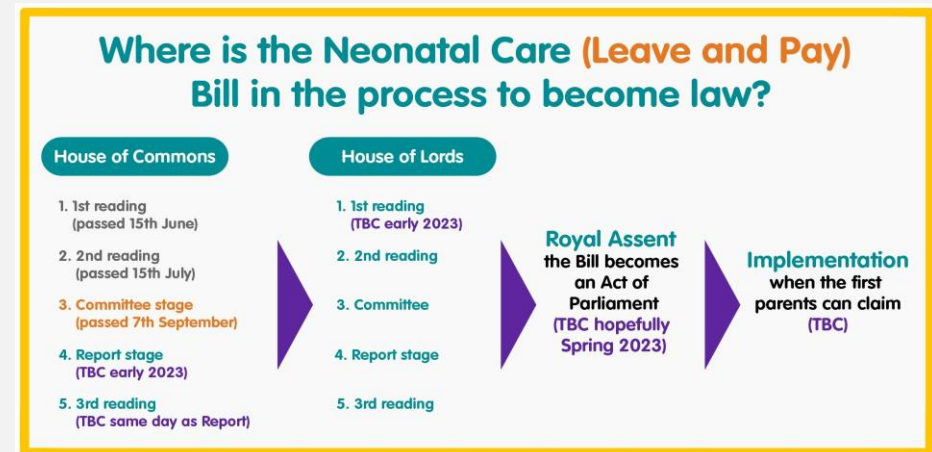 Where is the Neonatal Care (Leave and Pay)
Bill in the process to become law?
House of Commons
1. 1st reading
(passed 15th June)
2. 2nd reading
(passed 15th July)
3. Committee stage
(passed 7th September)
4. Report stage
(TBC early 2023)
5. 3rd reading
(TBC same day as Report)
House of Lords
1. 1st reading
(TBC early 2023)
2. 2nd reading
3. Committee
4. Report stage
5. 3rd reading
Royal Assent
the Bill becomes
an Act of
Parliament
(TBC hopefully
Spring 2023)
Implementation
when the first
parents can claim
(TBC)